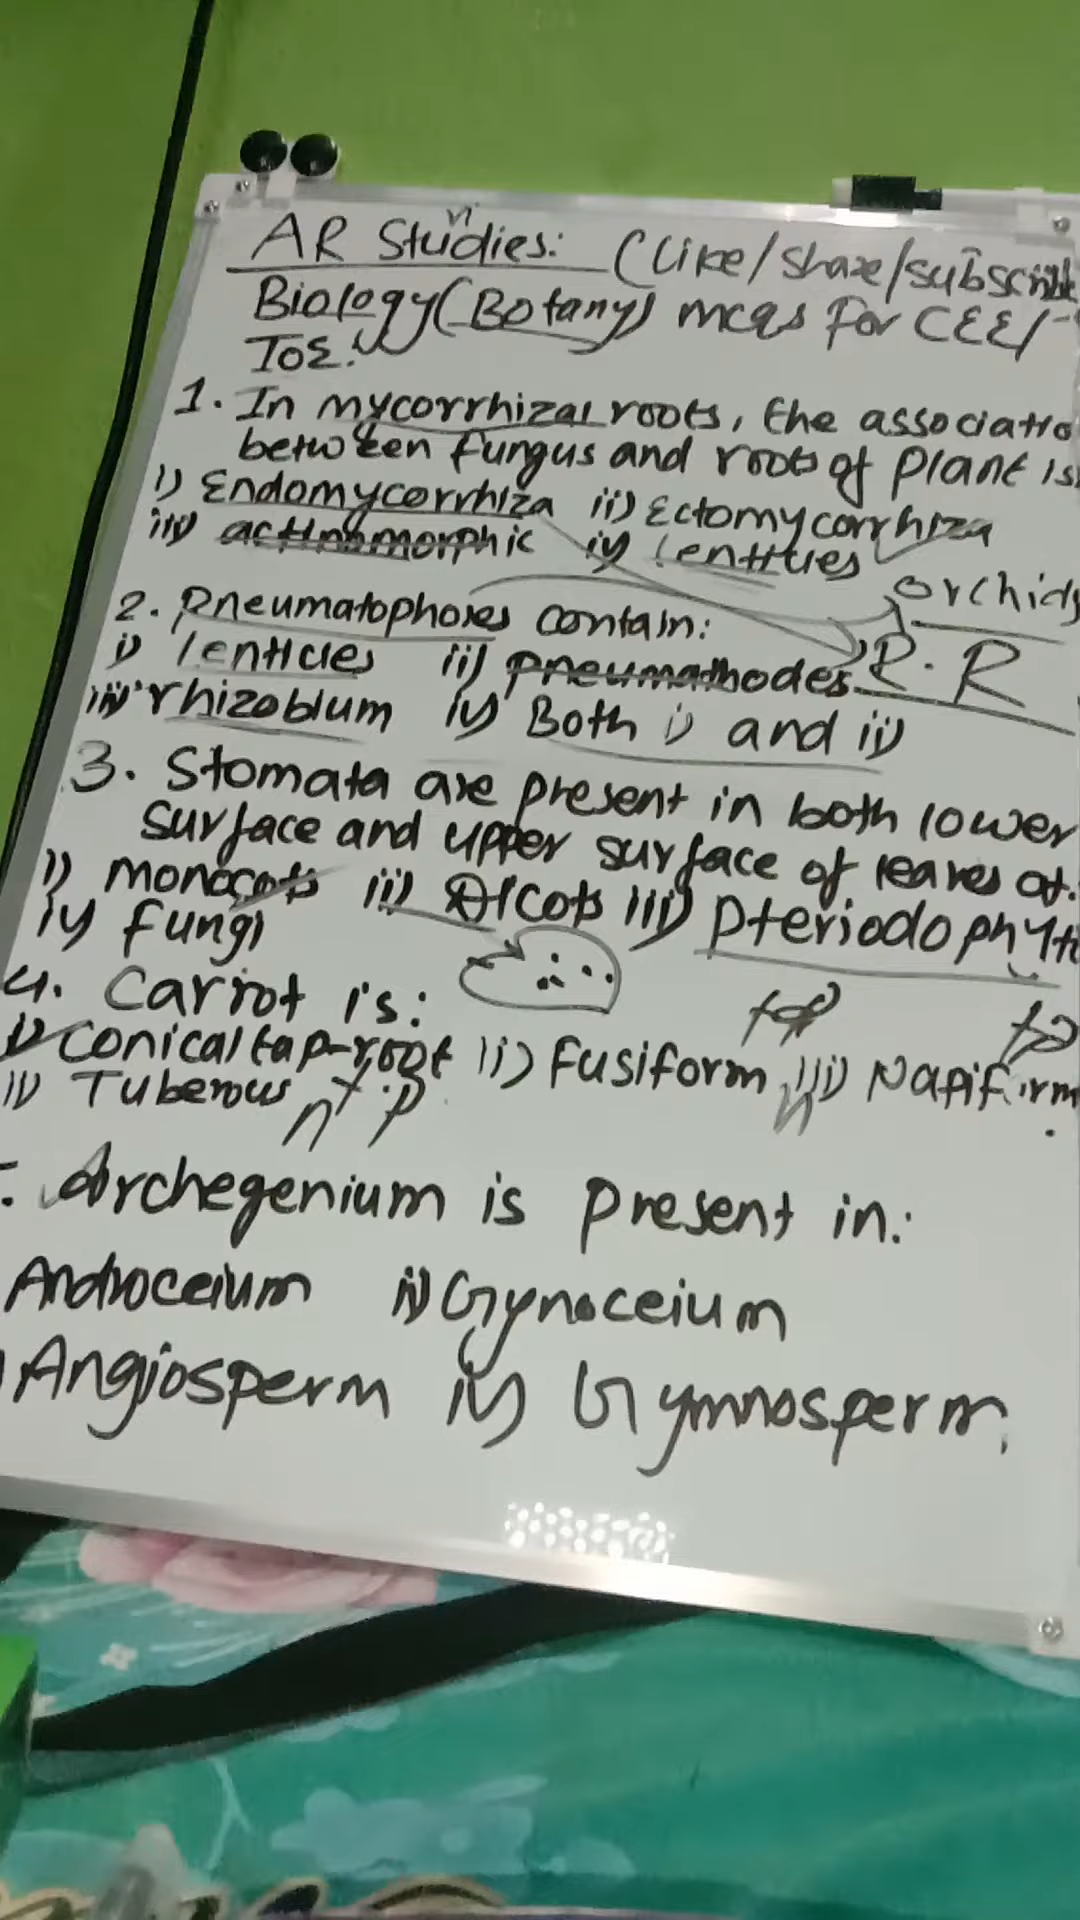 AR Studies: (Like/share/subscribe
Biology(Botany) mcqs for CEE/
IOE.
1. In mycorrhizal roots, the associatio
between fungus and roots of plant is
i) Endomycorrhiza ii) Ectomycorrhiza
iii) actinomorphic iv) lenticles
orchids
2. Pneumatophores contain:
i) lenticles ii) pneumathodes
P.R
iii) rhizobium iv) Both i) and ii)
3. Stomata are present in both lower
surface and upper surface of leaves of:
i) monocots ii) Dicots iii) pteriodophyt
iv) fungi
4. Carrot is:
i) conical tap-root ii) Fusiform iii) Napiform
iv) Tuberous
Archegenium is present in:
Androceium ii) Gynoceium
Angiosperm iv) Gymnosperm